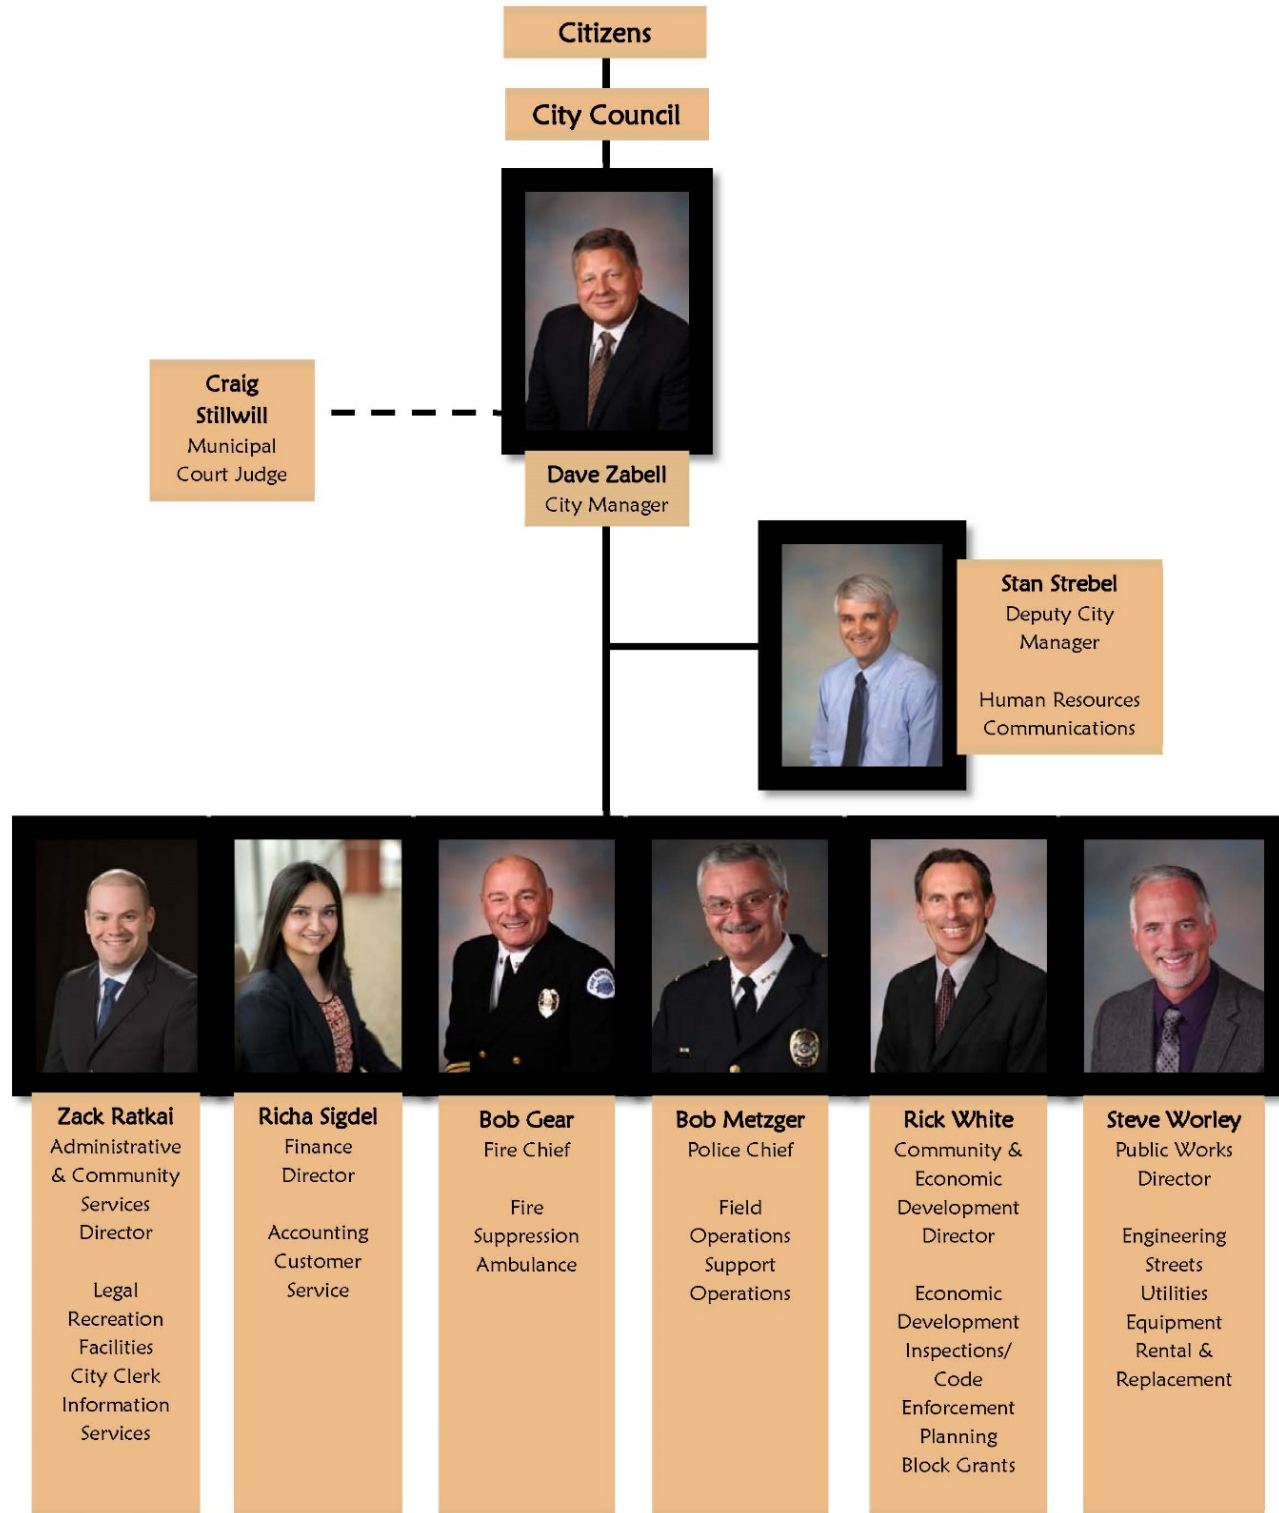 Citizens
City Council
Craig
Stillwill
Municipal
Court Judge
Dave Zabell
City Manager
Stan Strebel
Deputy City
Manager
Human Resources
Communications
Zack Ratkai
Administrative
& Community
Services
Director
Legal
Recreation
Facilities
City Clerk
Information
Services
Richa Sigdel
Finance
Director
Accounting
Customer
Service
Bob Gear
Fire Chief
Fire
Suppression
Ambulance
Bob Metzger
Police Chief
Field
Operations
Support
Operations
Rick White
Community &
Economic
Development
Director
Economic
Development
Inspections/
Code
Enforcement
Planning
Block Grants
Steve Worley
Public Works
Director
Engineering
Streets
Utilities
Equipment
Rental &
Replacement